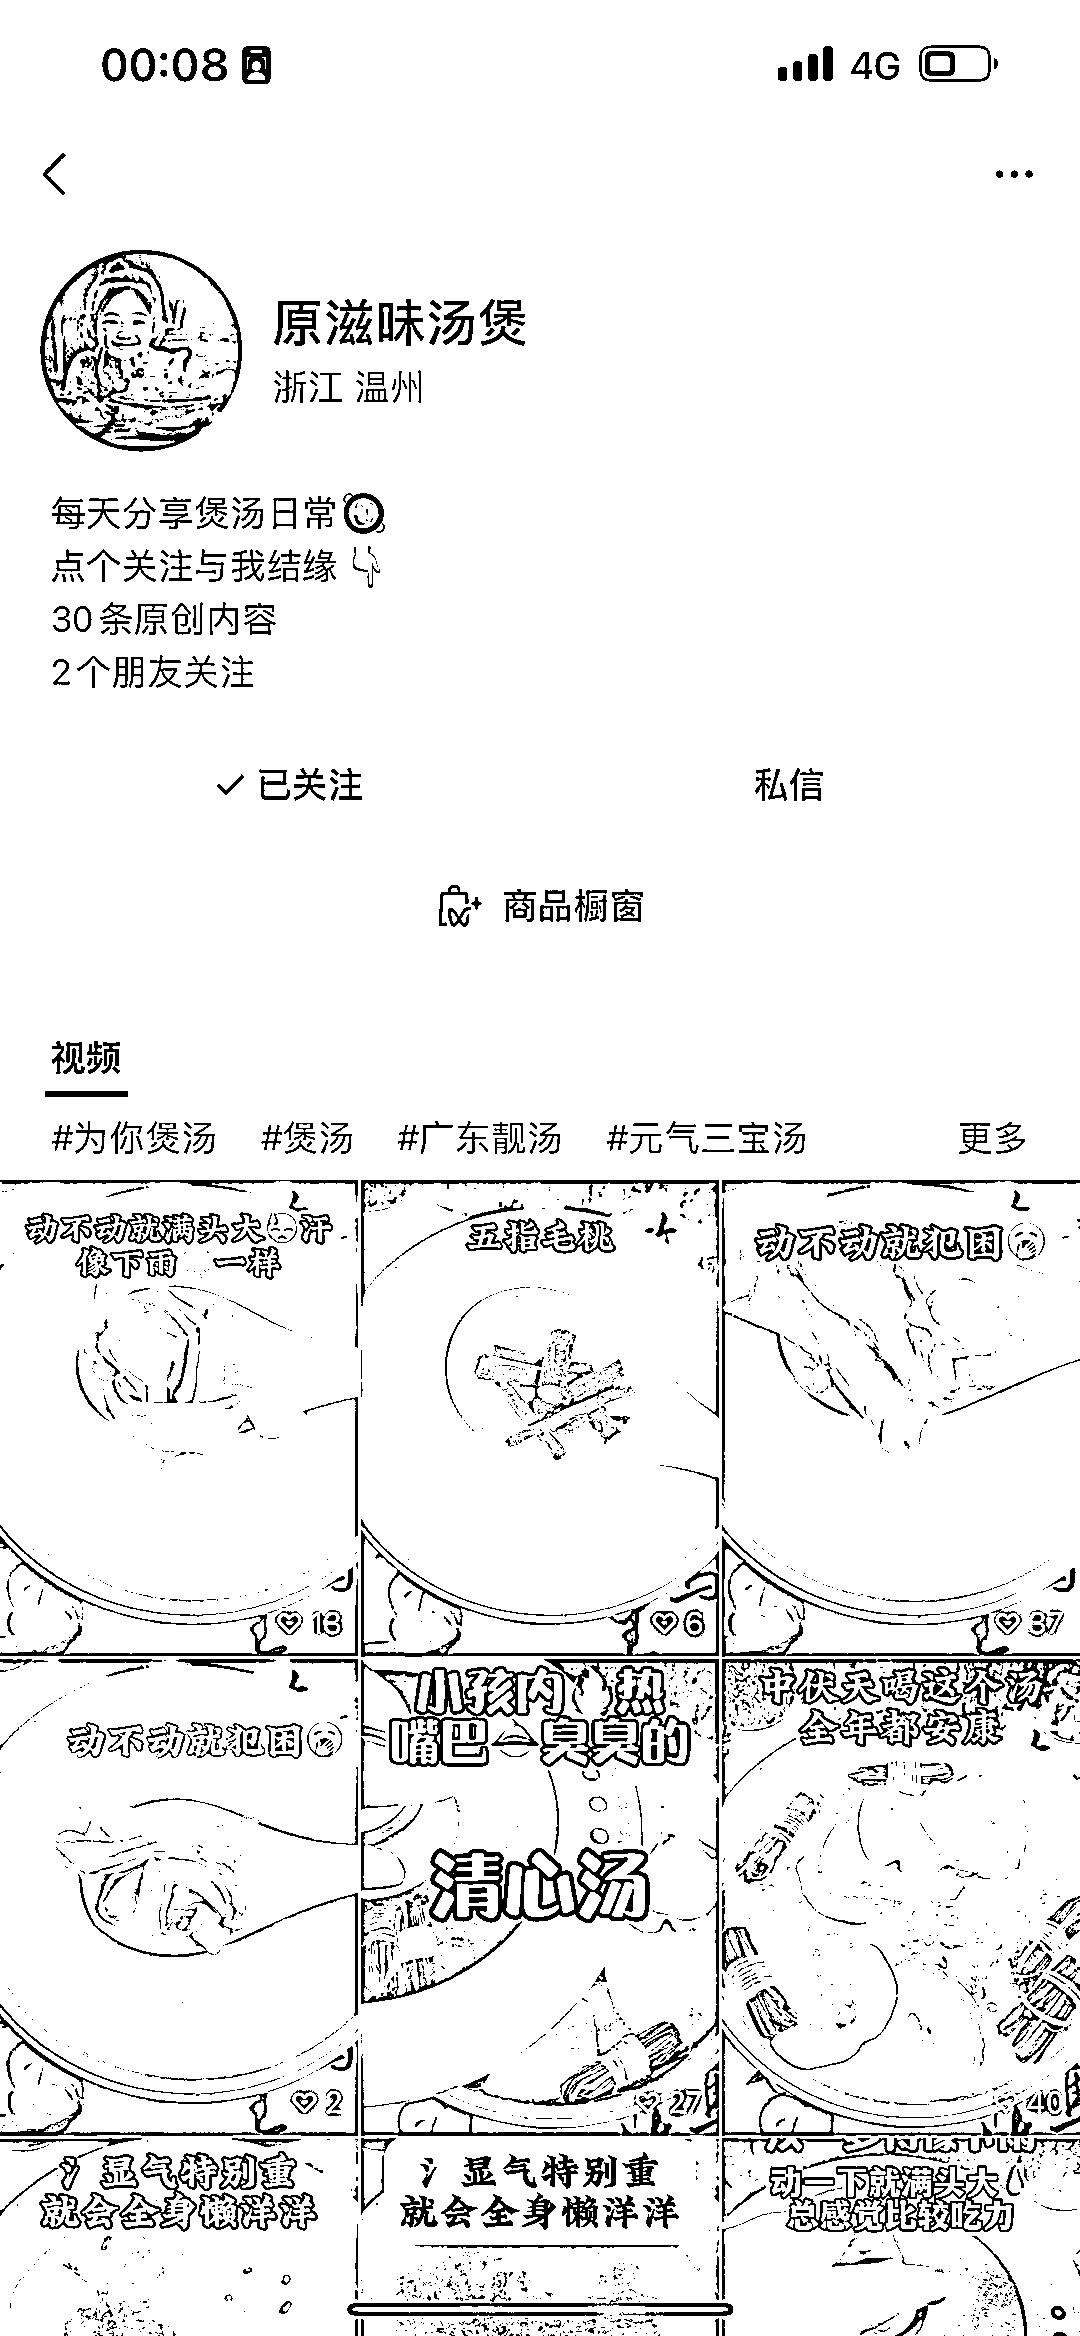 00:08
4G
原滋味汤煲
浙江 温州
每天分享煲汤日常
点个关注与我结缘
30条原创内容
2个朋友关注
已关注
私信
商品橱窗
视频
#为你煲汤 #煲汤 #广东靓汤 #元气三宝汤 更多
动不动就满头大汗
像下雨 一样
18
五指毛桃
6
动不动就犯困
37
动不动就犯困
2
小孩内 热
嘴巴 臭臭的
清心汤
27
中伏天喝这个汤
全年都安康
40
氵显气特别重
就会全身懒洋洋
氵显气特别重
就会全身懒洋洋
动一下就满头大
总感觉比较吃力